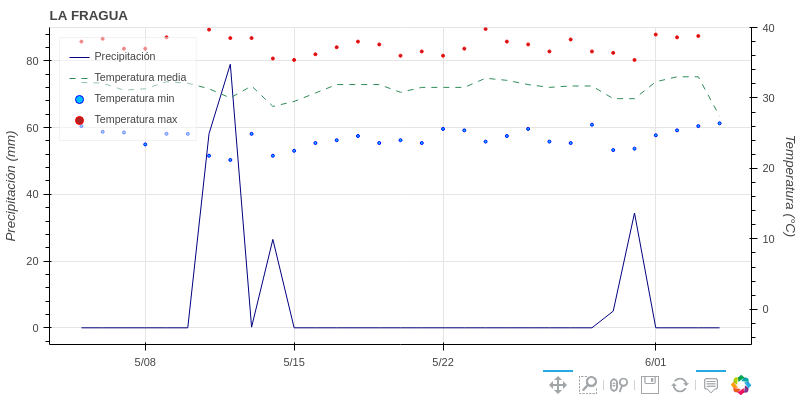 LA FRAGUA
Precipitación
Temperatura media
Temperatura min
Temperatura max
Precipitación (mm)
80
60
40
20
0
Temperatura (°C)
40
30
20
10
0
5/08
5/15
5/22
6/01